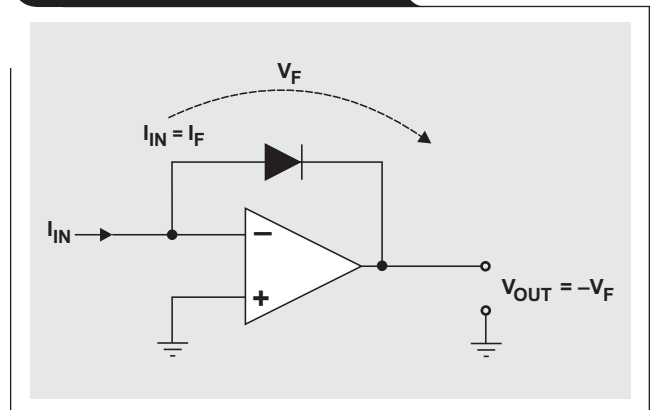 V_F
I_IN = I_F
I_IN
−
+
V_OUT = –V_F